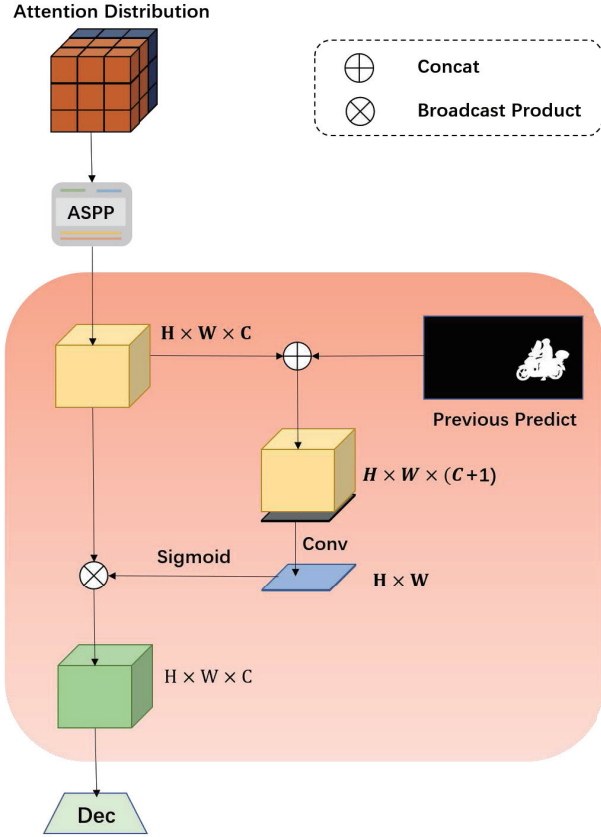 Attention Distribution
Concat
Broadcast Product
ASPP
H × W × C
Previous Predict
H × W × (C+1)
Conv
Sigmoid
H × W
H × W × C
Dec